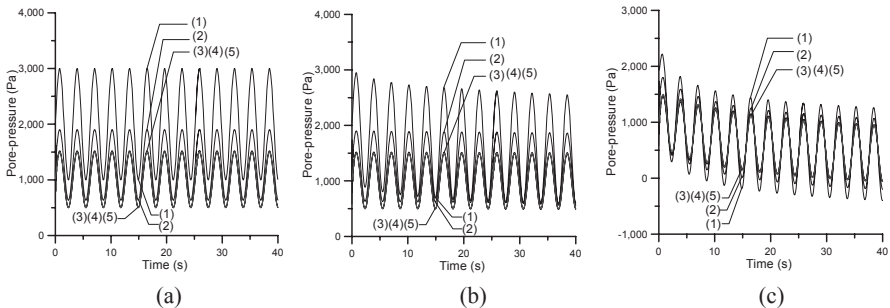 4,000
3,000
2,000
1,000
0
Pore-pressure (Pa)
(1)
(2)
(3)(4)(5)
(3)(4)(5)
(1)
(2)
0 10 20 30 40
Time (s)
(a)
4,000
3,000
2,000
1,000
0
Pore-pressure (Pa)
(1)
(2)
(3)(4)(5)
(3)(4)(5)
(1)
(2)
0 10 20 30 40
Time (s)
(b)
3,000
2,000
1,000
0
-1,000
Pore-pressure (Pa)
(1)
(2)
(3)(4)(5)
(3)(4)(5)
(2)
(1)
0 10 20 30 40
Time (s)
(c)